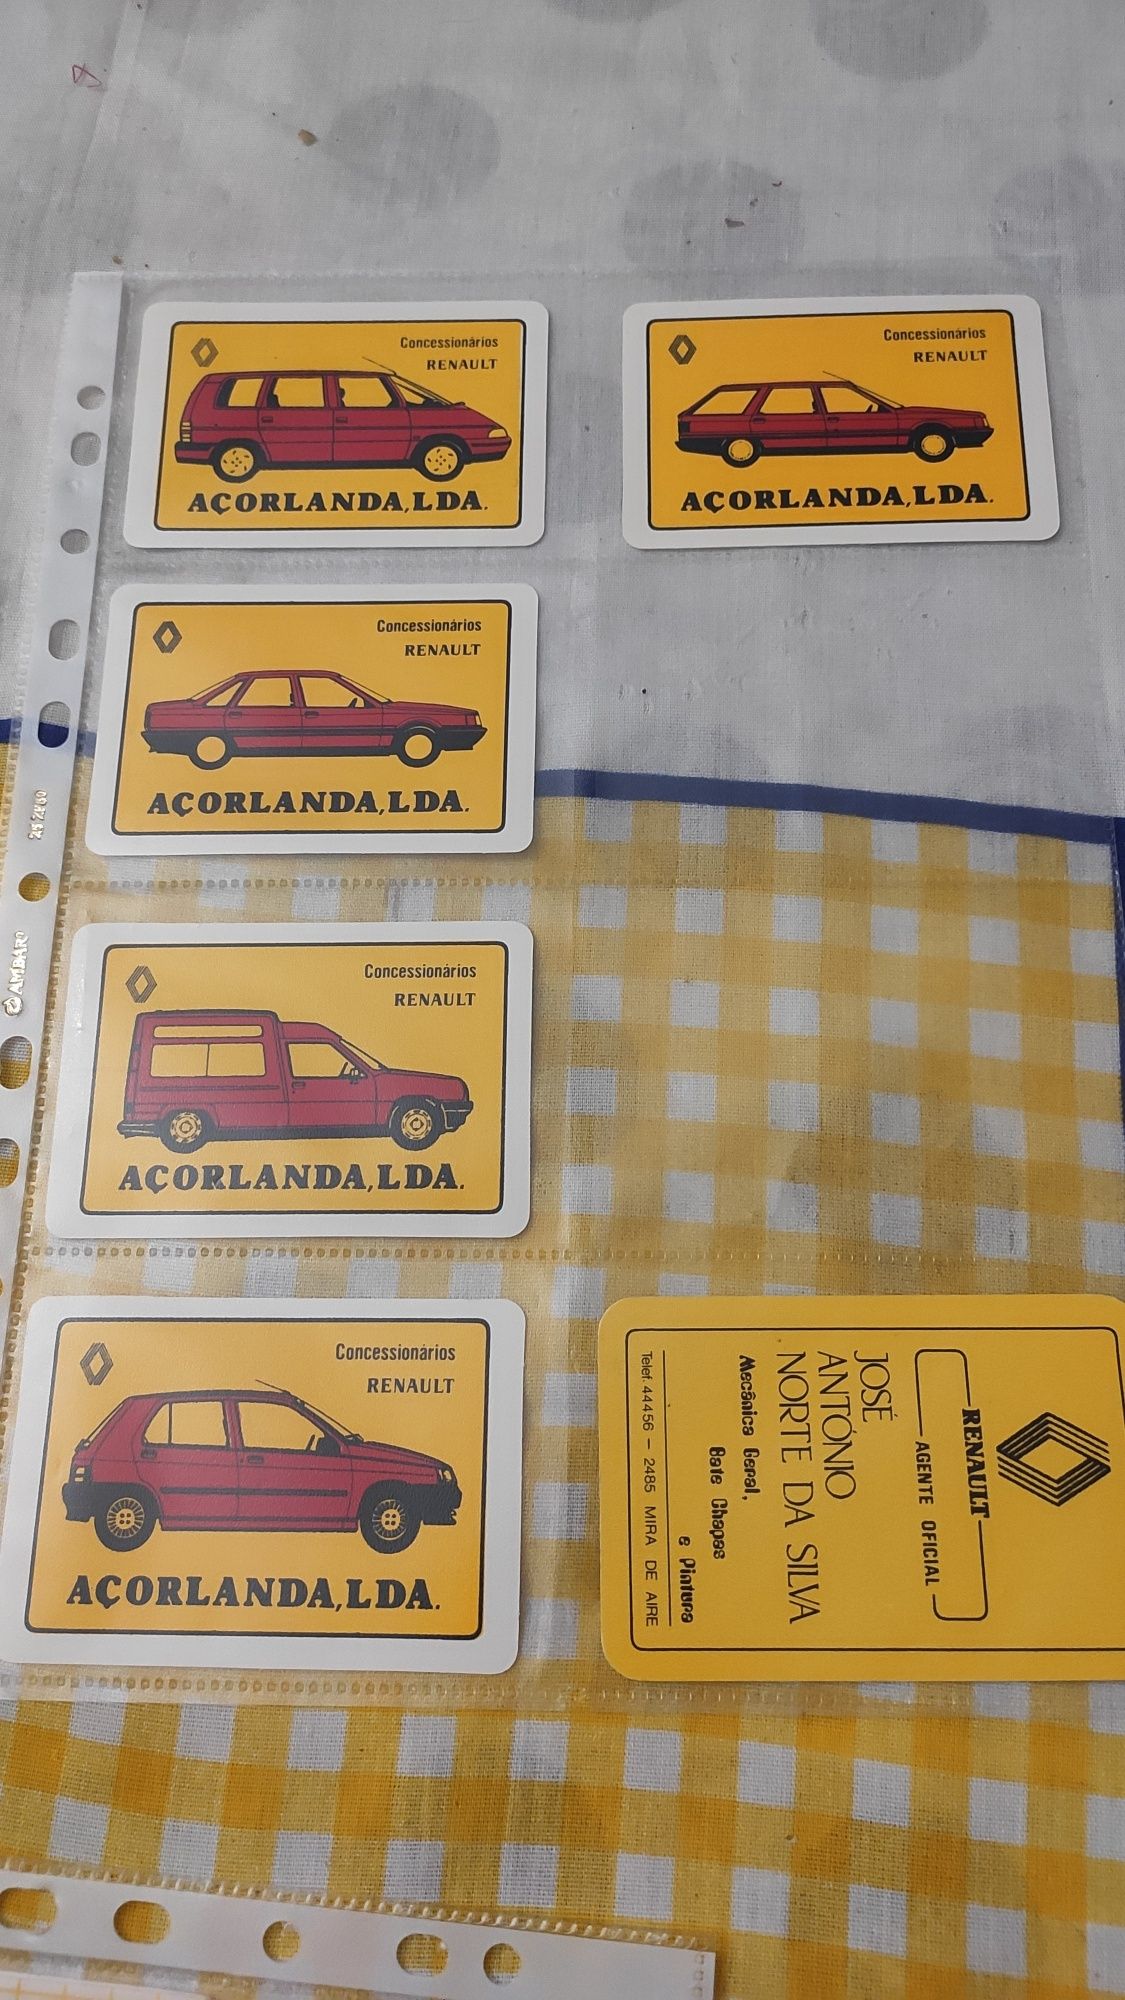 Concessionários
RENAULT
AÇORLANDA,LDA.
Concessionários
RENAULT
AÇORLANDA,LDA.
Concessionários
RENAULT
AÇORLANDA,LDA.
Concessionários
RENAULT
AÇORLANDA,LDA.
Concessionários
RENAULT
AÇORLANDA,LDA.
RENAULT
AGENTE OFICIAL
JOSÉ
ANTÓNIO
NORTE DA SILVA
Mecânica Geral,
Bate Chapas
e Pintura
Telef. 44456 – 2485 MIRA DE AIRE
AMBAR